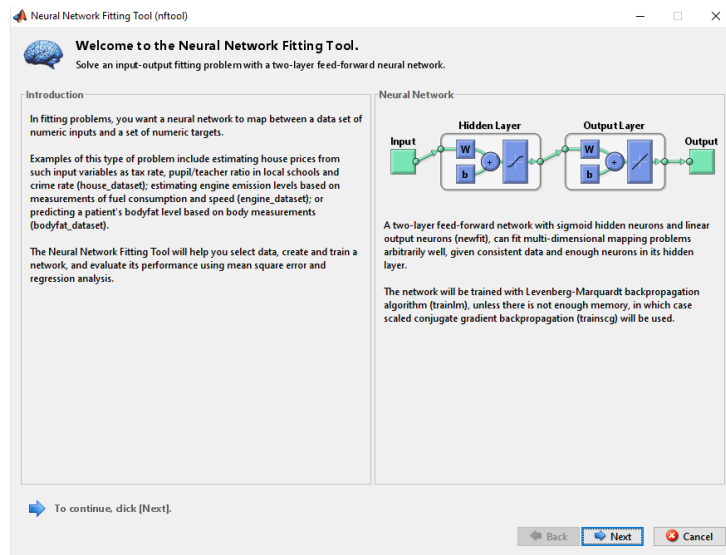 Neural Network Fitting Tool (nftool)
Welcome to the Neural Network Fitting Tool.
Solve an input-output fitting problem with a two-layer feed-forward neural network.
Introduction
In fitting problems, you want a neural network to map between a data set of
numeric inputs and a set of numeric targets.
Examples of this type of problem include estimating house prices from
such input variables as tax rate, pupil/teacher ratio in local schools and
crime rate (house_dataset); estimating engine emission levels based on
measurements of fuel consumption and speed (engine_dataset); or
predicting a patient's bodyfat level based on body measurements
(bodyfat_dataset).
The Neural Network Fitting Tool will help you select data, create and train a
network, and evaluate its performance using mean square error and
regression analysis.
Neural Network
Hidden Layer
Output Layer
Input
Output
W
b
+
W
b
+
A two-layer feed-forward network with sigmoid hidden neurons and linear
output neurons (newfit), can fit multi-dimensional mapping problems
arbitrarily well, given consistent data and enough neurons in its hidden
layer.
The network will be trained with Levenberg-Marquardt backpropagation
algorithm (trainlm), unless there is not enough memory, in which case
scaled conjugate gradient backpropagation (trainscg) will be used.
To continue, click [Next].
Back
Next
Cancel